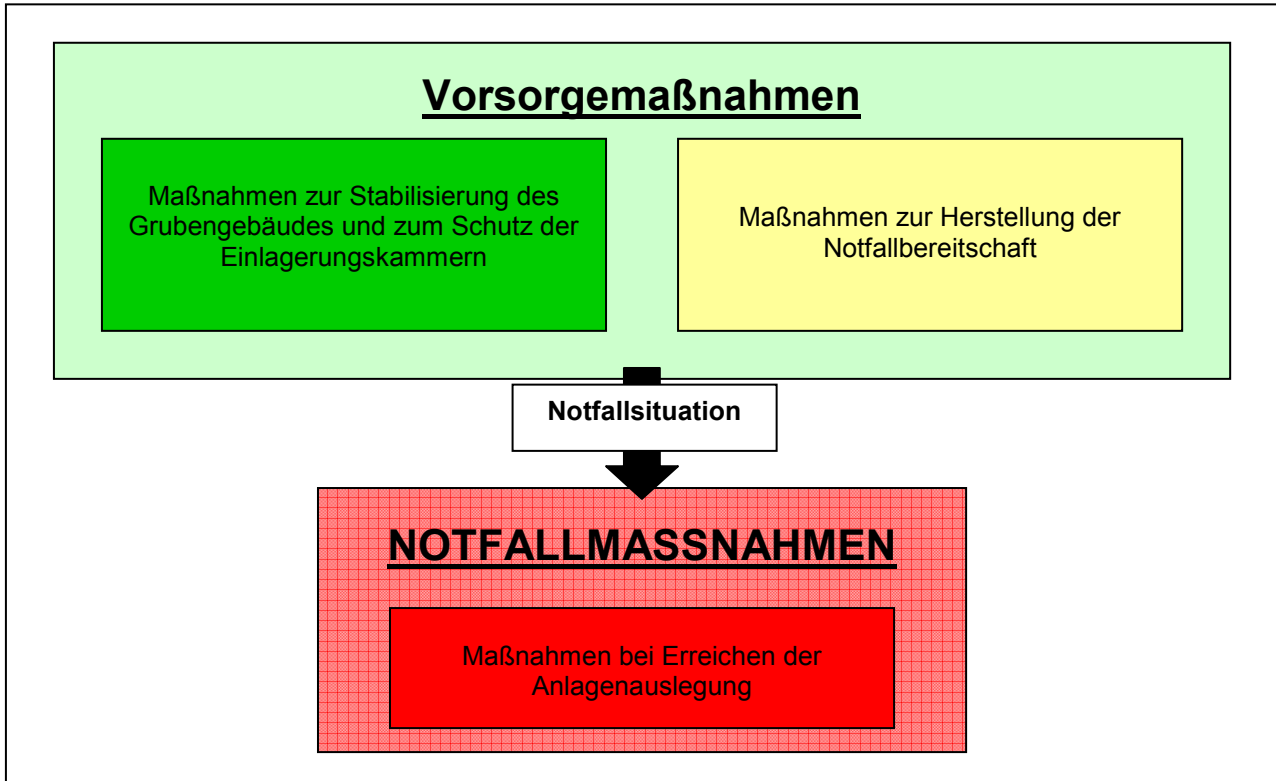 Vorsorgemaßnahmen
Maßnahmen zur Stabilisierung des
Grubengebäudes und zum Schutz der
Einlagerungskammern
Maßnahmen zur Herstellung der
Notfallbereitschaft
Notfallsituation
NOTFALLMASSNAHMEN
Maßnahmen bei Erreichen der
Anlagenauslegung